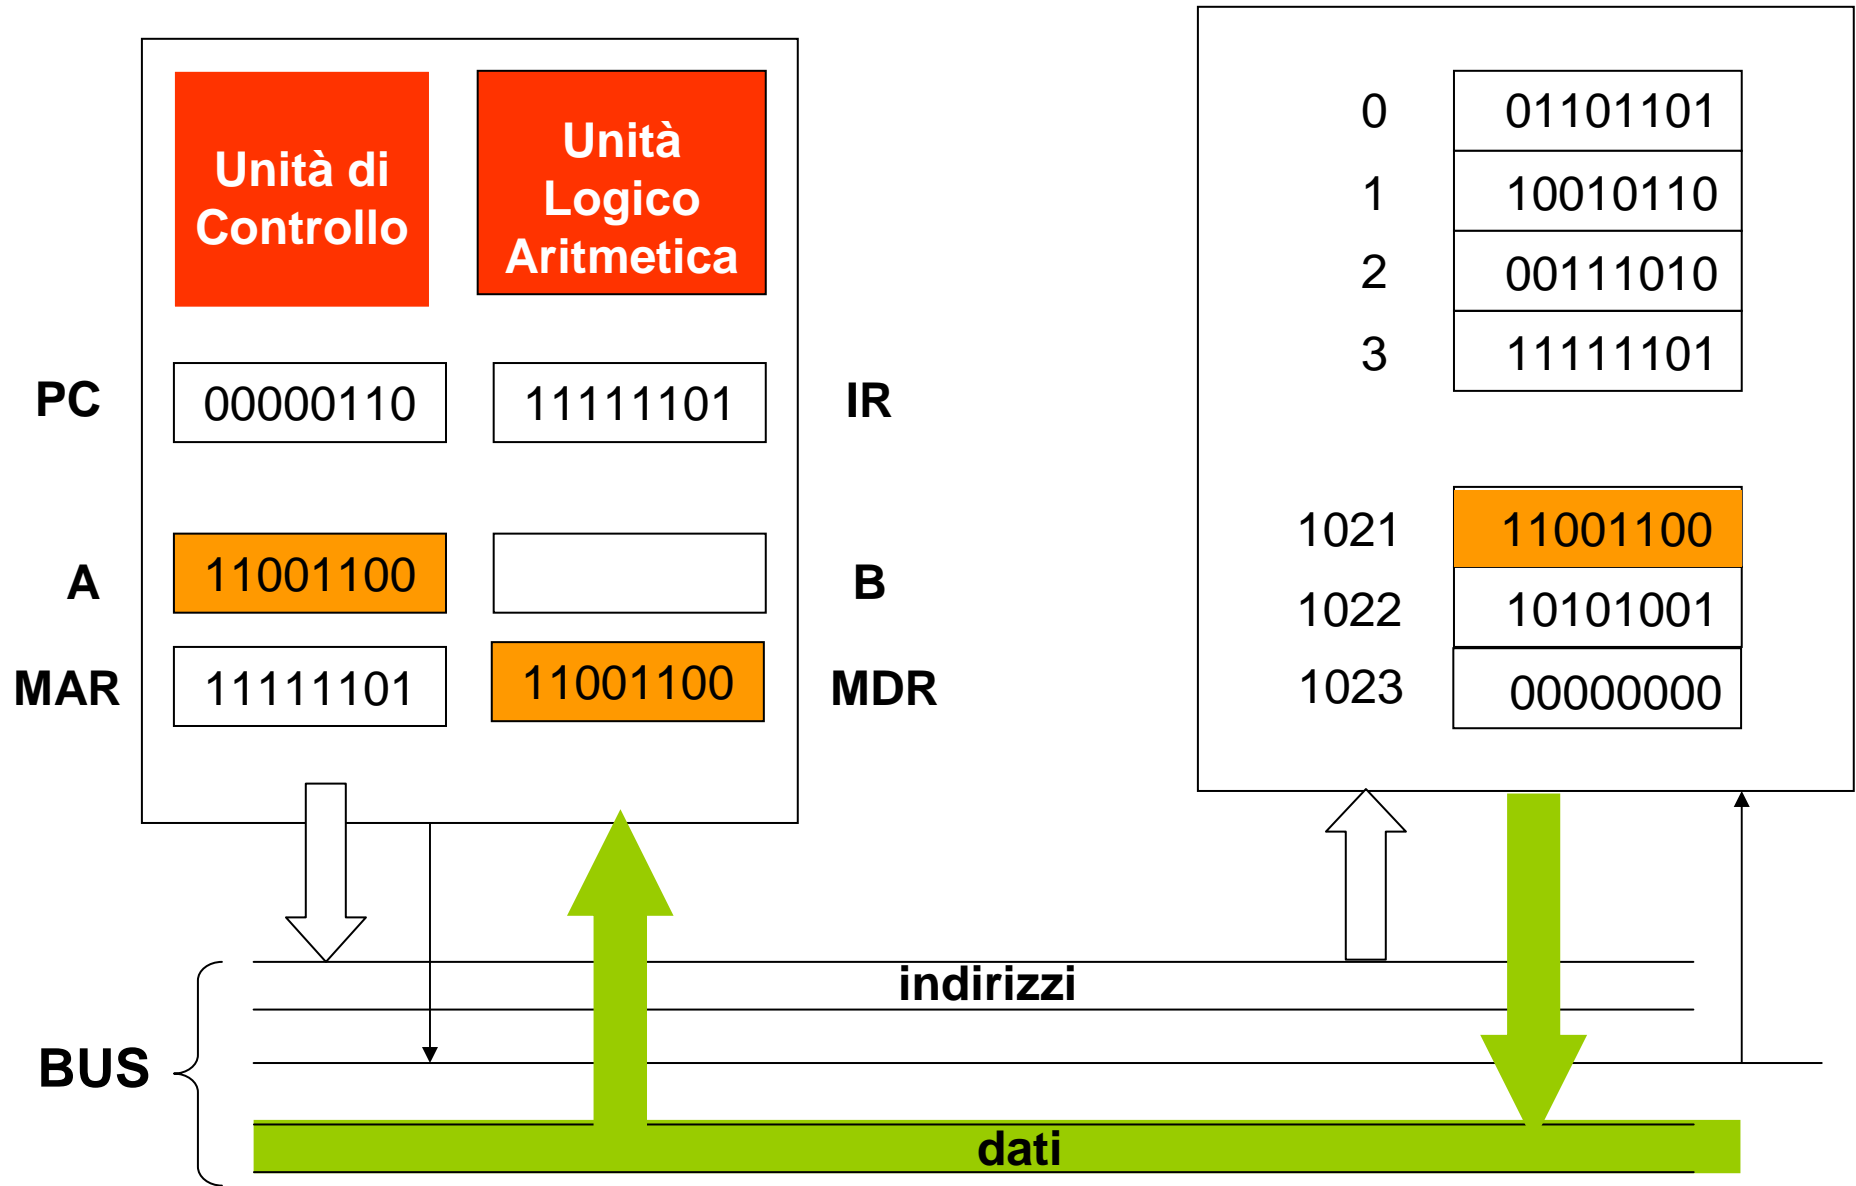 Unità di
Controllo
Unità
Logico
Aritmetica
PC 00000110 11111101 IR
A 11001100 B
MAR 11111101 11001100 MDR
0 01101101
1 10010110
2 00111010
3 11111101
1021 11001100
1022 10101001
1023 00000000
indirizzi
BUS
dati